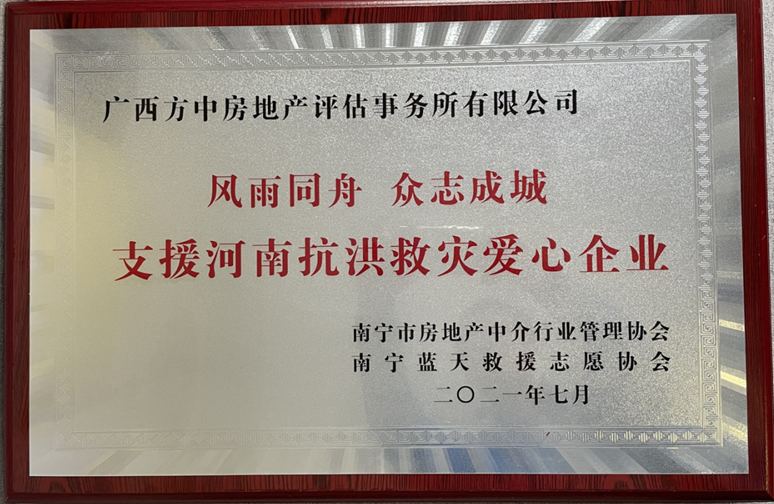 广西方中房地产评估事务所有限公司
风雨同舟 众志成城
支援河南抗洪救灾爱心企业
南宁市房地产中介行业管理协会
南宁蓝天救援志愿协会
二〇二一年七月